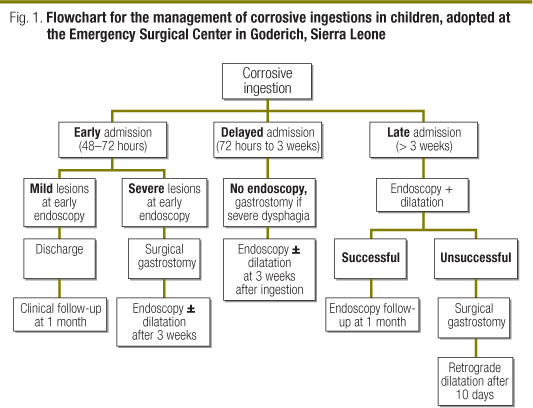 Fig. 1. Flowchart for the management of corrosive ingestions in children, adopted at
the Emergency Surgical Center in Goderich, Sierra Leone
Corrosive
ingestion
Early admission
(48–72 hours)
Delayed admission
(72 hours to 3 weeks)
Late admission
(> 3 weeks)
Mild lesions
at early
endoscopy
Severe lesions
at early
endoscopy
No endoscopy,
gastrostomy if
severe dysphagia
Endoscopy +
dilatation
Discharge
Surgical
gastrostomy
Endoscopy ±
dilatation
at 3 weeks
after ingestion
Successful
Unsuccessful
Clinical follow-up
at 1 month
Endoscopy ±
dilatation
after 3 weeks
Endoscopy follow-
up at 1 month
Surgical
gastrostomy
Retrograde
dilatation after
10 days